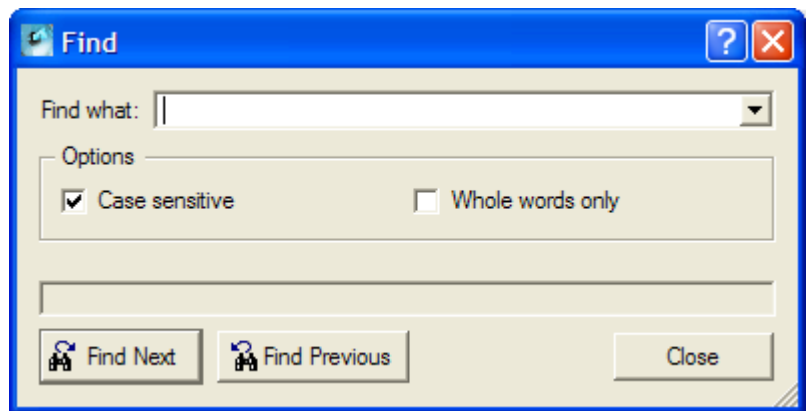 Find
Find what:
Options
Case sensitive Whole words only
Find Next Find Previous Close